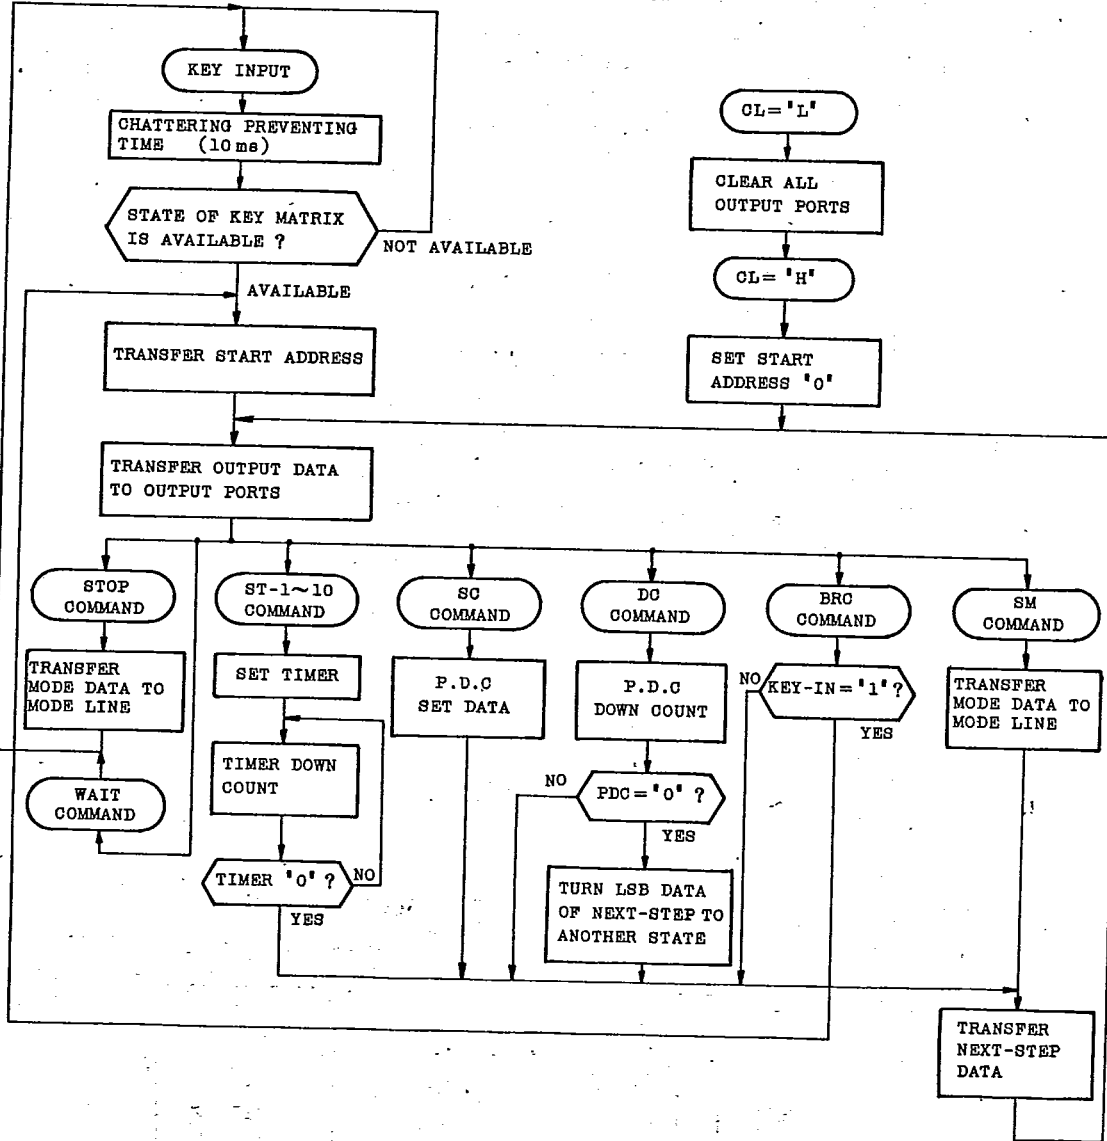 KEY INPUT
CHATTERING PREVENTING
TIME (10ms)
STATE OF KEY MATRIX
IS AVAILABLE ?
NOT AVAILABLE
AVAILABLE
TRANSFER START ADDRESS
CL="L"
CLEAR ALL
OUTPUT PORTS
CL="H"
SET START
ADDRESS "0"
TRANSFER OUTPUT DATA
TO OUTPUT PORTS
STOP
COMMAND
TRANSFER
MODE DATA TO
MODE LINE
WAIT
COMMAND
ST-1~10
COMMAND
SET TIMER
TIMER DOWN
COUNT
TIMER "0" ?
NO
YES
SC
COMMAND
P.D.C
SET DATA
DC
COMMAND
P.D.C
DOWN COUNT
NO
PDC="0" ?
YES
TURN LSB DATA
OF NEXT-STEP TO
ANOTHER STATE
BRC
COMMAND
NO
KEY-IN="1"?
YES
SM
COMMAND
TRANSFER
MODE DATA TO
MODE LINE
TRANSFER
NEXT-STEP
DATA